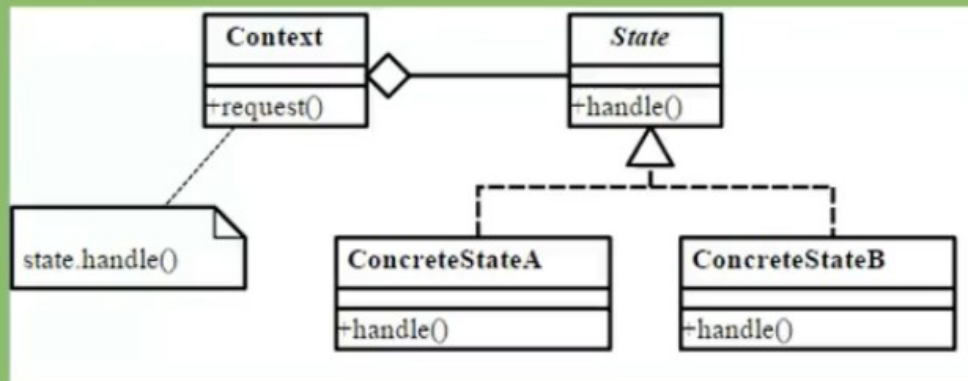 Context
+request()
State
+handle()
state.handle()
ConcreteStateA
+handle()
ConcreteStateB
+handle()